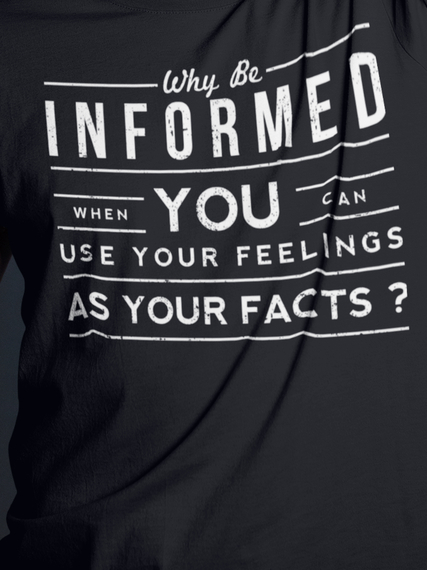 Why Be
INFORMED
WHEN YOU CAN
USE YOUR FEELINGS
AS YOUR FACTS ?